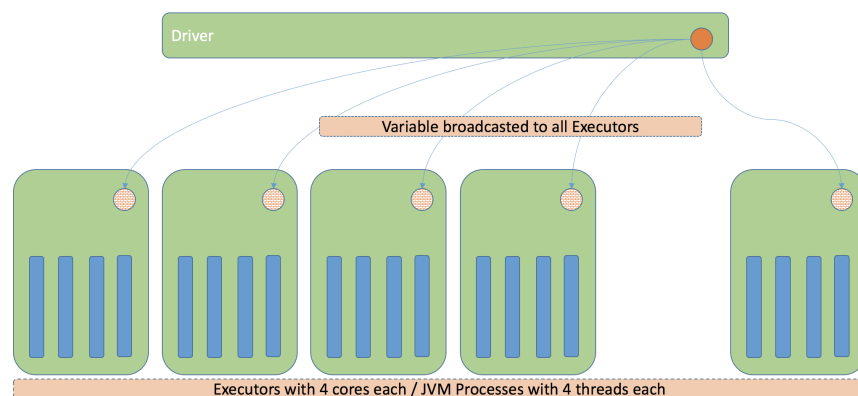 Driver
Variable broadcasted to all Executors
Executors with 4 cores each / JVM Processes with 4 threads each